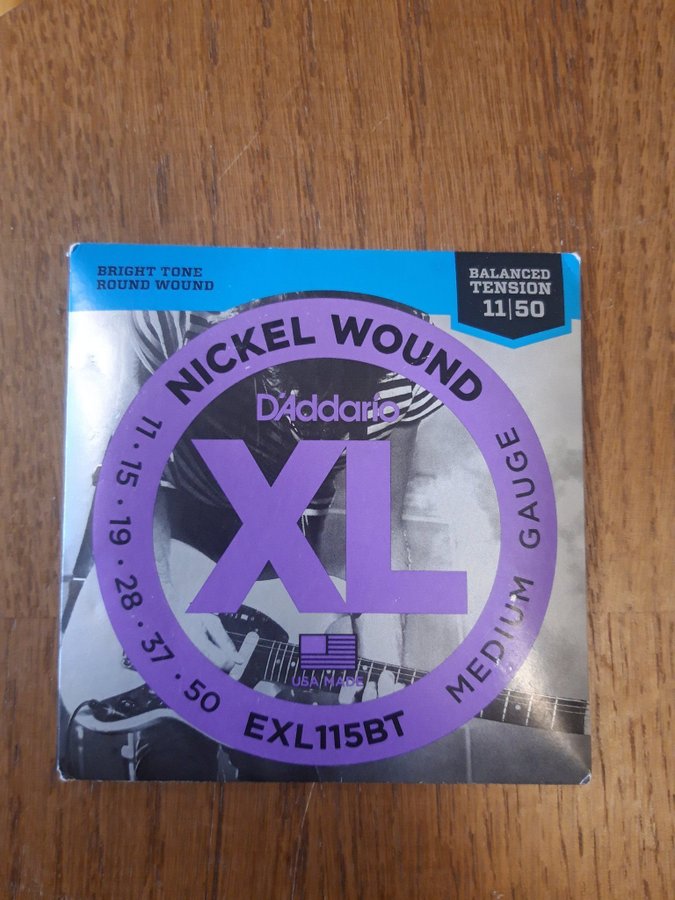 BRIGHT TONE
ROUND WOUND
BALANCED
TENSION
11|50
NICKEL WOUND
D'Addario
XL
11 · 15 · 19 · 28 · 37 · 50
MEDIUM GAUGE
USA MADE
EXL115BT